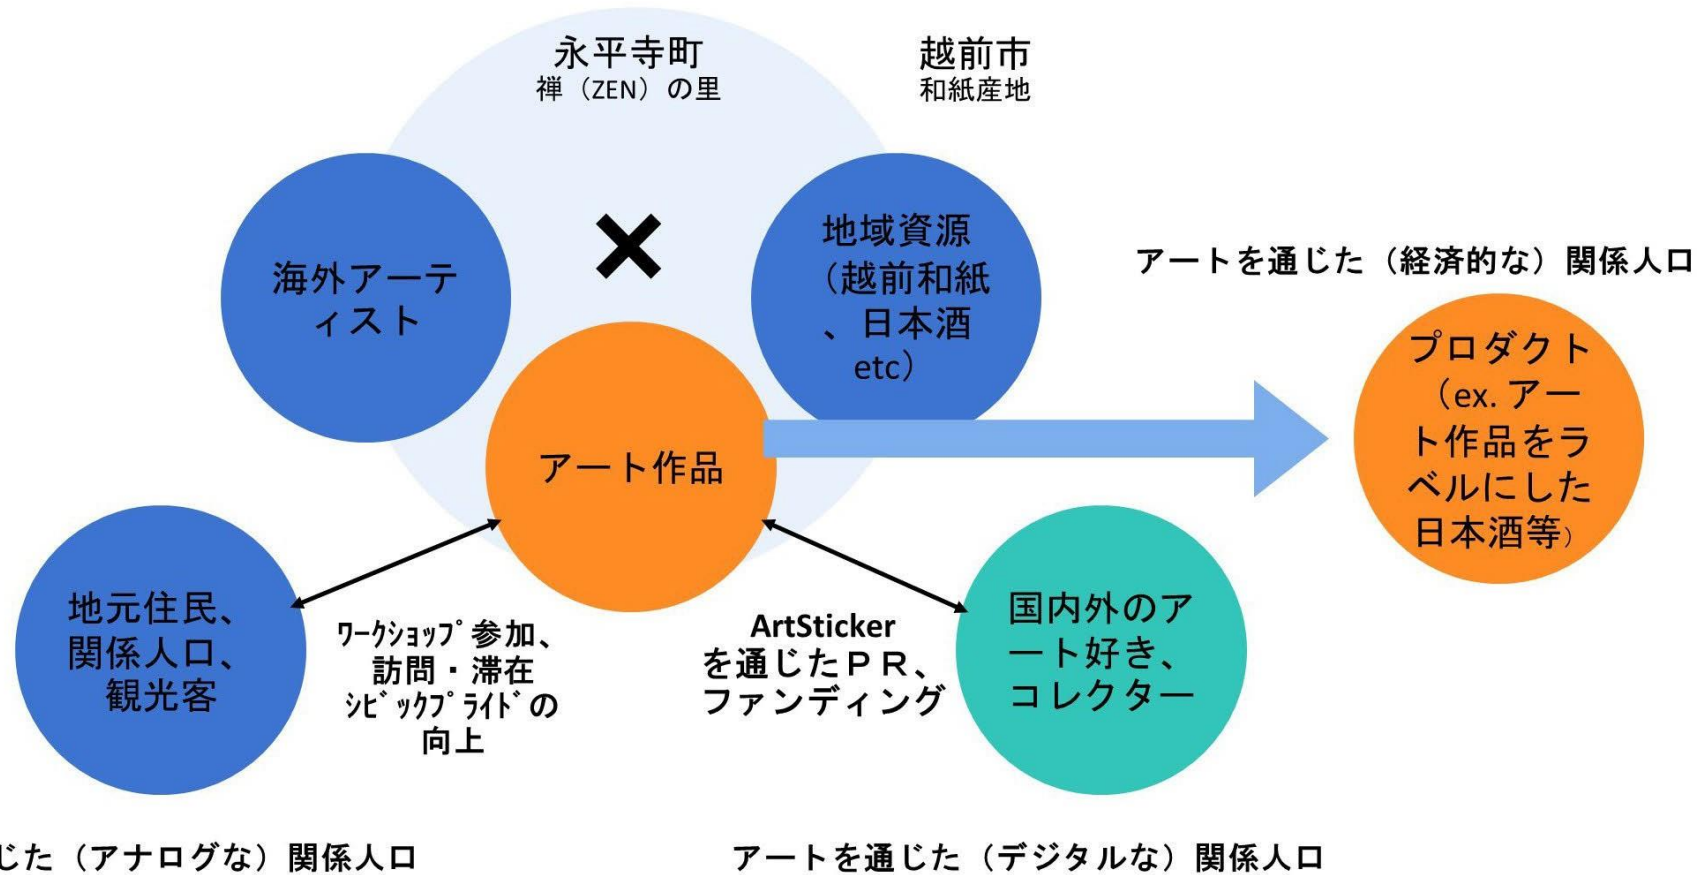 永平寺町
禅（ZEN）の里
越前市
和紙産地
海外アーテ
ィスト
地域資源
（越前和紙
、日本酒
etc）
アートを通じた（経済的な）関係人口
プロダクト
（ex. アー
ト作品をラ
ベルにした
日本酒等）
アート作品
地元住民、
関係人口、
観光客
ﾜｰｸｼｮｯﾌﾟ参加、
訪問・滞在
ｼﾋﾞｯｸﾌﾟﾗｲﾄﾞの
向上
ArtSticker
を通じたＰＲ、
ファンディング
国内外のア
ート好き、
コレクター
じた（アナログな）関係人口
アートを通じた（デジタルな）関係人口